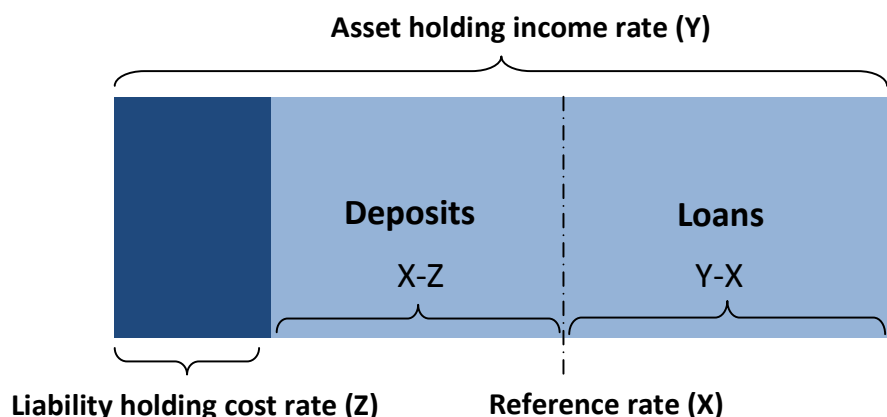 Asset holding income rate (Y)
Deposits
Loans
X-Z
Y-X
Liability holding cost rate (Z)
Reference rate (X)